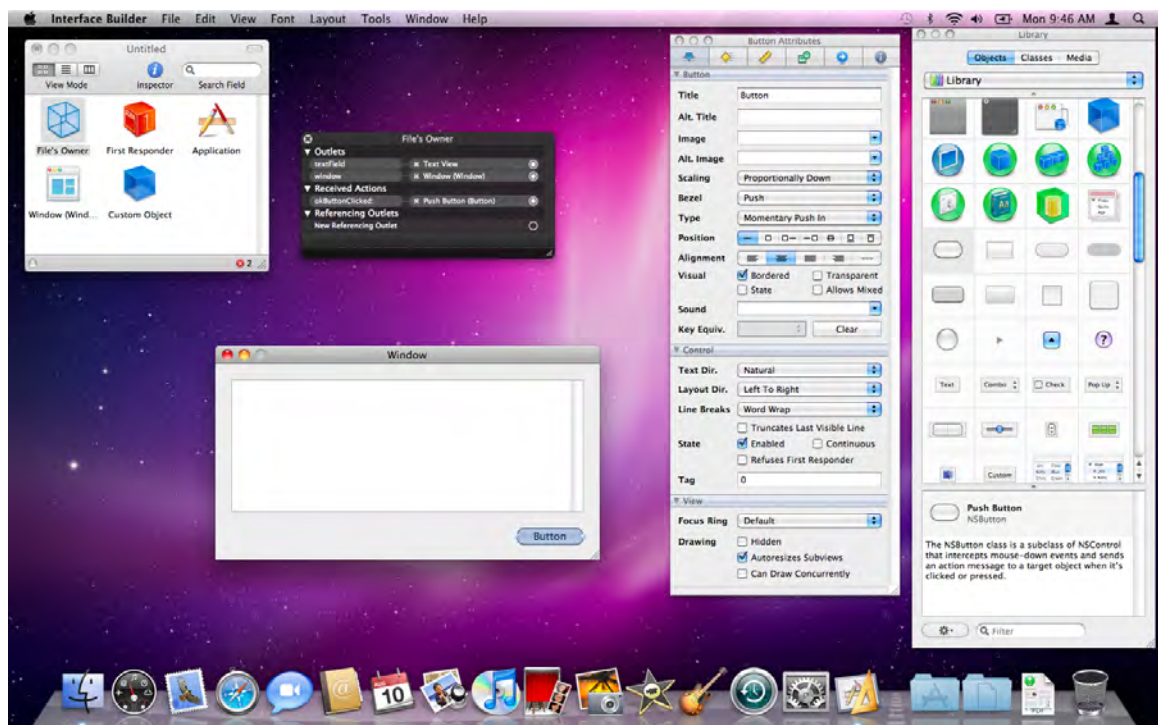 Interface Builder File Edit View Font Layout Tools Window Help
Mon 9:46 AM
Untitled
View Mode
Inspector
Search Field
File's Owner
First Responder
Application
Window (Wind...
Custom Object
2
File's Owner
Outlets
textField
Text View
window
Window (Window)
Received Actions
okButtonClicked:
Push Button (Button)
Referencing Outlets
New Referencing Outlet
Window
Button
Button Attributes
Button
Title
Button
Alt. Title
Image
Alt. Image
Scaling
Proportionally Down
Bezel
Push
Type
Momentary Push In
Position
Alignment
Visual
Bordered
Transparent
State
Allows Mixed
Sound
Key Equiv.
Clear
Control
Text Dir.
Natural
Layout Dir.
Left To Right
Line Breaks
Word Wrap
Truncates Last Visible Line
State
Enabled
Continuous
Refuses First Responder
Tag
0
View
Focus Ring
Default
Drawing
Hidden
Autoresizes Subviews
Can Draw Concurrently
Library
Objects
Classes
Media
Library
Text
Combo
Check
Pop Up
Custom
Push Button
NSButton
The NSButton class is a subclass of NSControl
that intercepts mouse-down events and sends
an action message to a target object when it's
clicked or pressed.
Filter
AUG
10